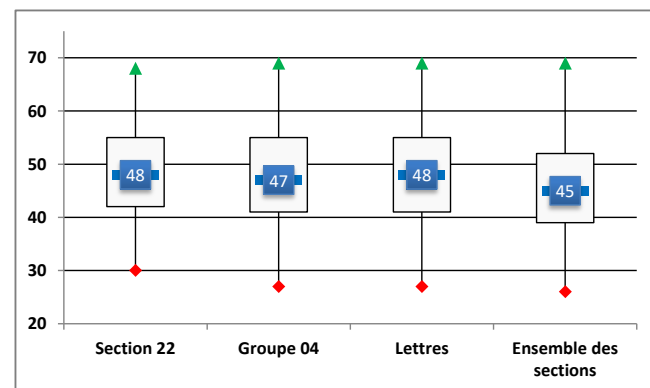 70
60
50
40
30
20
48
47
48
45
Section 22
Groupe 04
Lettres
Ensemble des
sections